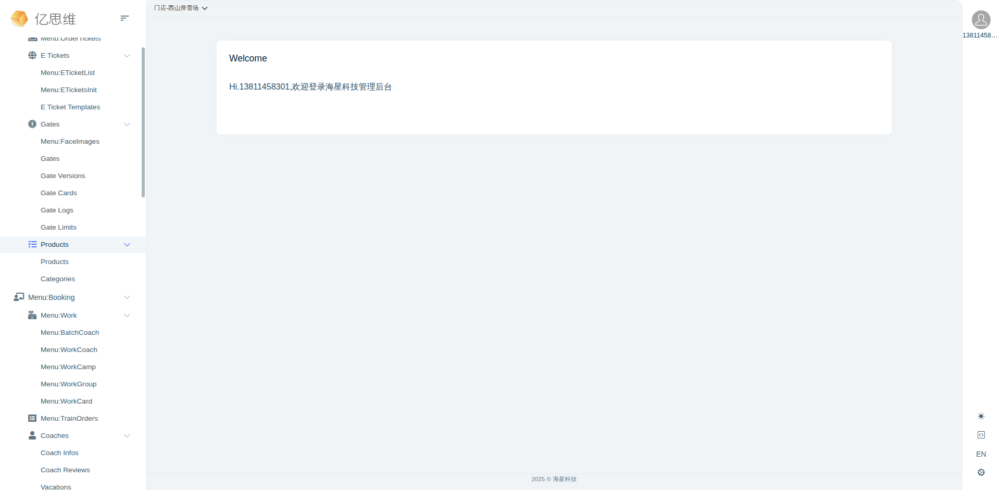 亿思维
Menu:OrderTickets
E Tickets
Menu:ETicketList
Menu:ETicketsInit
E Ticket Templates
Gates
Menu:FaceImages
Gates
Gate Versions
Gate Cards
Gate Logs
Gate Limits
Products
Products
Categories
Menu:Booking
Menu:Work
Menu:BatchCoach
Menu:WorkCoach
Menu:WorkCamp
Menu:WorkGroup
Menu:WorkCard
Menu:TrainOrders
Coaches
Coach Infos
Coach Reviews
Vacations
门店-西山滑雪场
Welcome
Hi.13811458301,欢迎登录海星科技管理后台
2025 © 海星科技
13811458...
EN